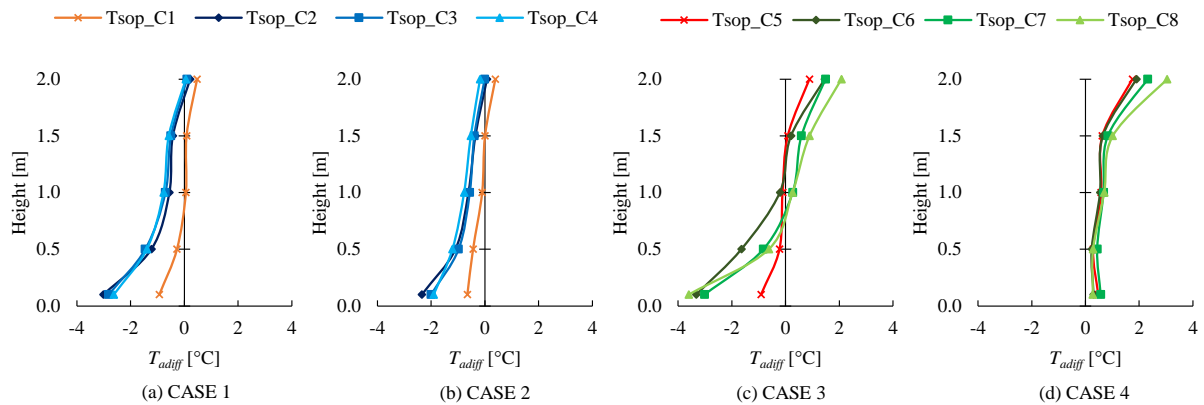 Tsop_C1 Tsop_C2 Tsop_C3 Tsop_C4 Tsop_C5 Tsop_C6 Tsop_C7 Tsop_C8
2.0 2.0 2.0 2.0
1.5 1.5 1.5 1.5
Height [m] Height [m] Height [m] Height [m]
1.0 1.0 1.0 1.0
0.5 0.5 0.5 0.5
0.0 0.0 0.0 0.0
-4 -2 0 2 4 -4 -2 0 2 4 -4 -2 0 2 4 -4 -2 0 2 4
Tadiff [°C] Tadiff [°C] Tadiff [°C] Tadiff [°C]
(a) CASE 1 (b) CASE 2 (c) CASE 3 (d) CASE 4